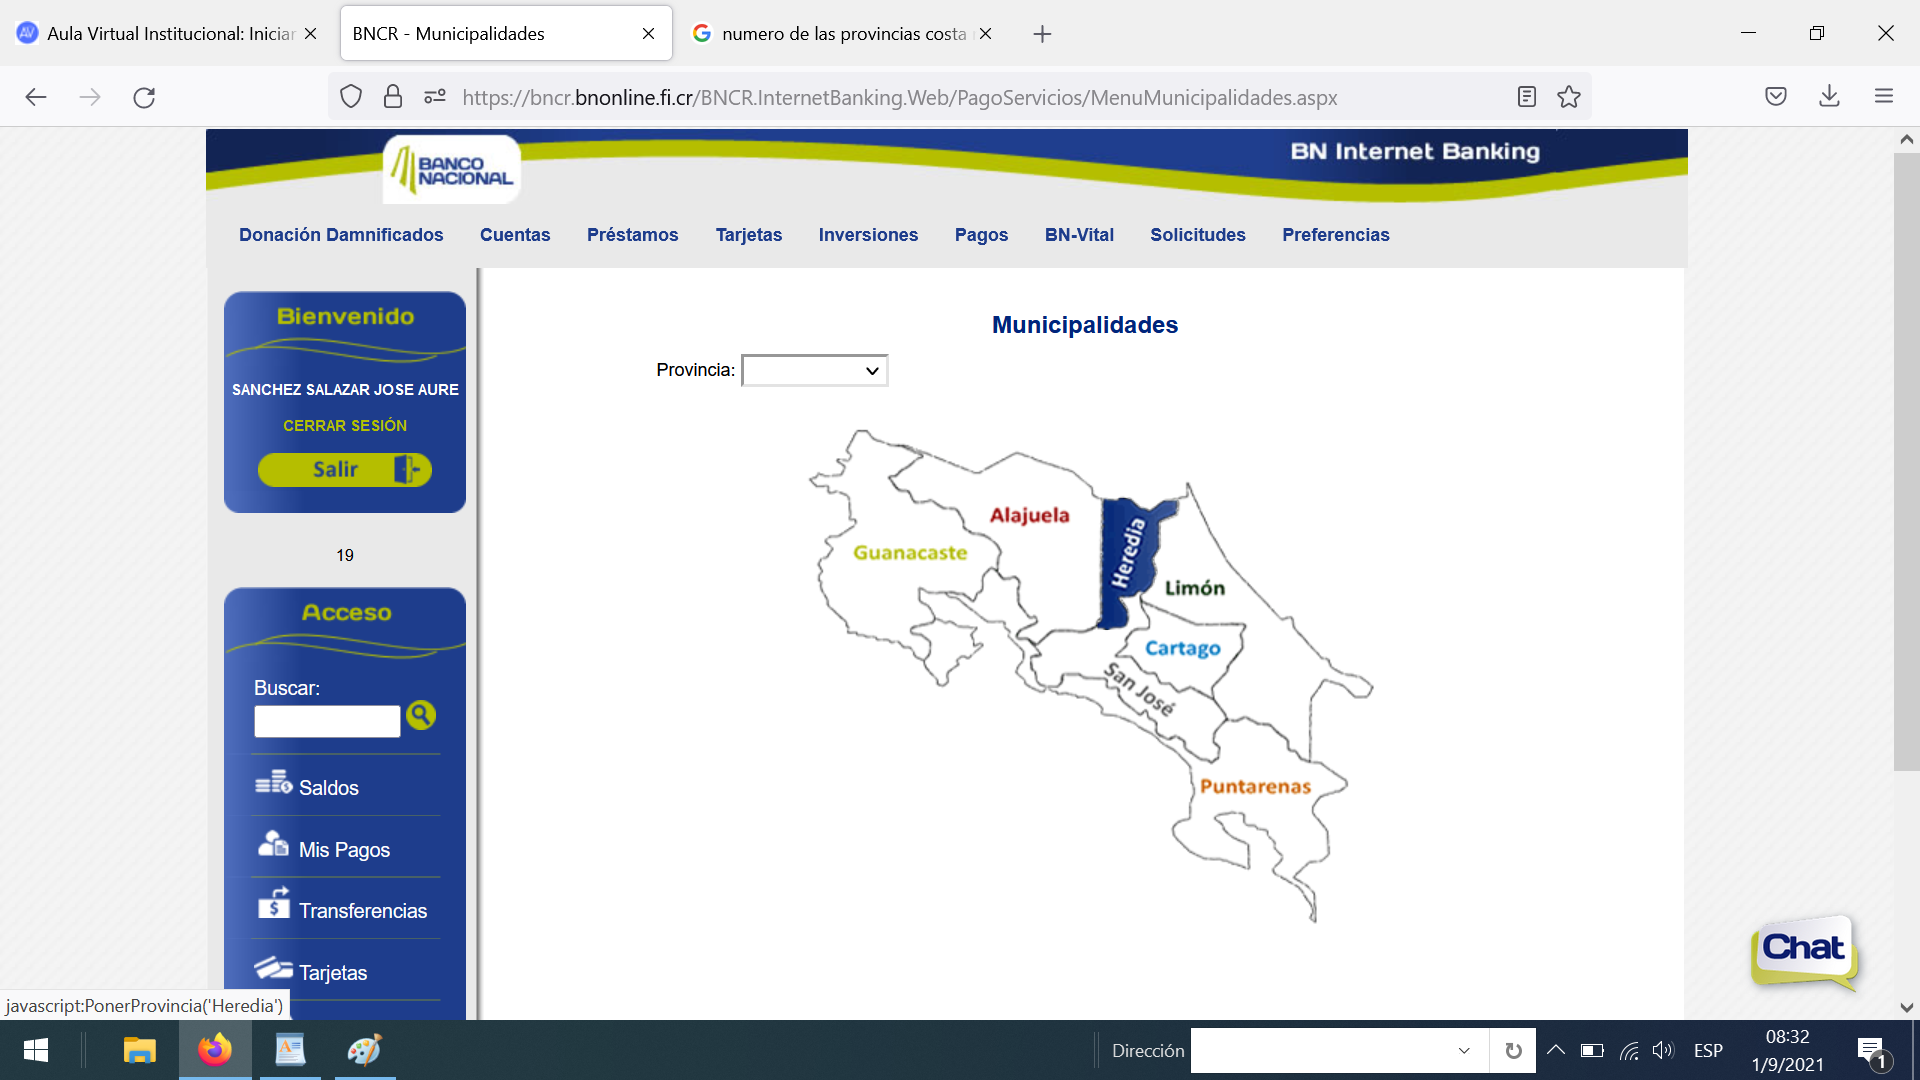 Aula Virtual Institucional: Iniciar
BNCR - Municipalidades
numero de las provincias costa
https://bncr.bnonline.fi.cr/BNCR.InternetBanking.Web/PagoServicios/MenuMunicipalidades.aspx
BANCO
NACIONAL
BN Internet Banking
Donación Damnificados
Cuentas
Préstamos
Tarjetas
Inversiones
Pagos
BN-Vital
Solicitudes
Preferencias
Bienvenido
SANCHEZ SALAZAR JOSE AURE
CERRAR SESIÓN
Salir
19
Acceso
Buscar:
Saldos
Mis Pagos
Transferencias
Tarjetas
Municipalidades
Provincia:
Alajuela
Guanacaste
Heredia
Limón
Cartago
San José
Puntarenas
Chat
javascript:PonerProvincia('Heredia')
Dirección
ESP
08:32
1/9/2021
1